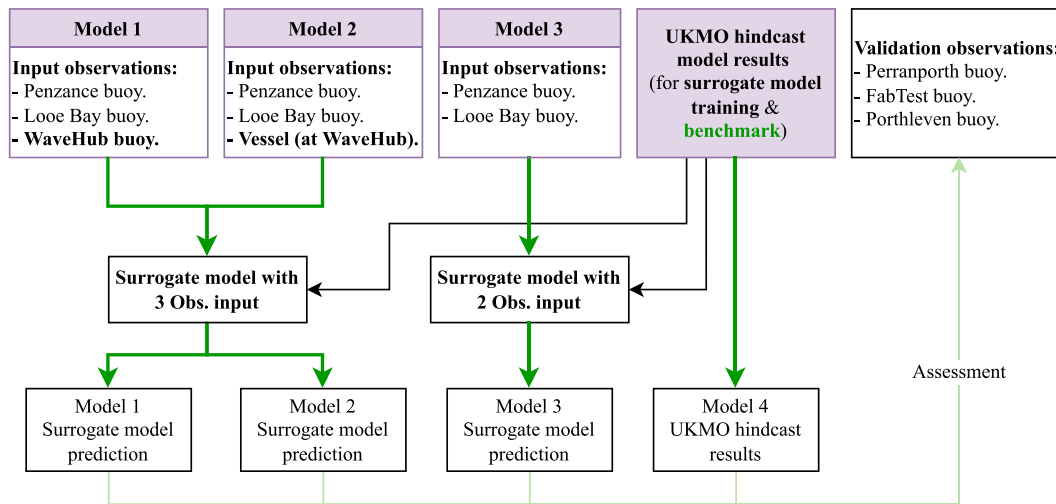 Model 1
Input observations:
- Penzance buoy.
- Looe Bay buoy.
- WaveHub buoy.
Model 2
Input observations:
- Penzance buoy.
- Looe Bay buoy.
- Vessel (at WaveHub).
Model 3
Input observations:
- Penzance buoy.
- Looe Bay buoy.
UKMO hindcast
model results
(for surrogate model
training &
benchmark)
Validation observations:
- Perranporth buoy.
- FabTest buoy.
- Porthleven buoy.
Surrogate model with
3 Obs. input
Surrogate model with
2 Obs. input
Assessment
Model 1
Surrogate model
prediction
Model 2
Surrogate model
prediction
Model 3
Surrogate model
prediction
Model 4
UKMO hindcast
results